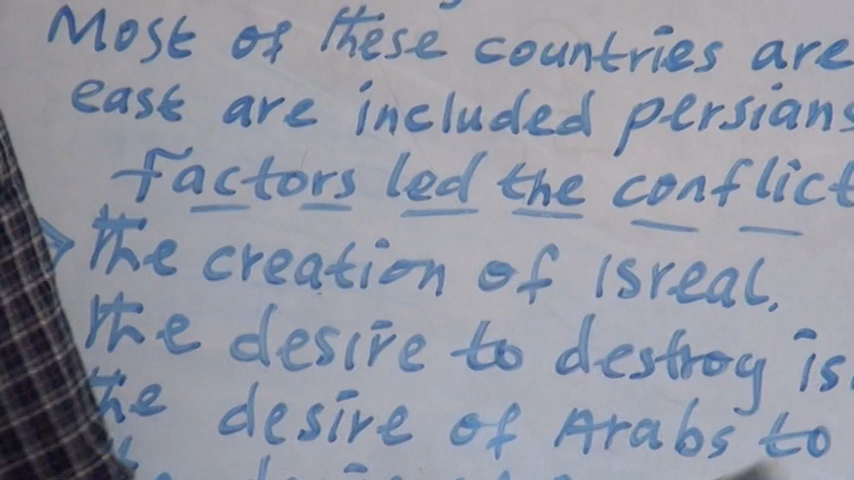 Most of these countries are
east are included persians
factors led the conflict
the creation of isreal.
the desire to destroy is
the desire of Arabs to